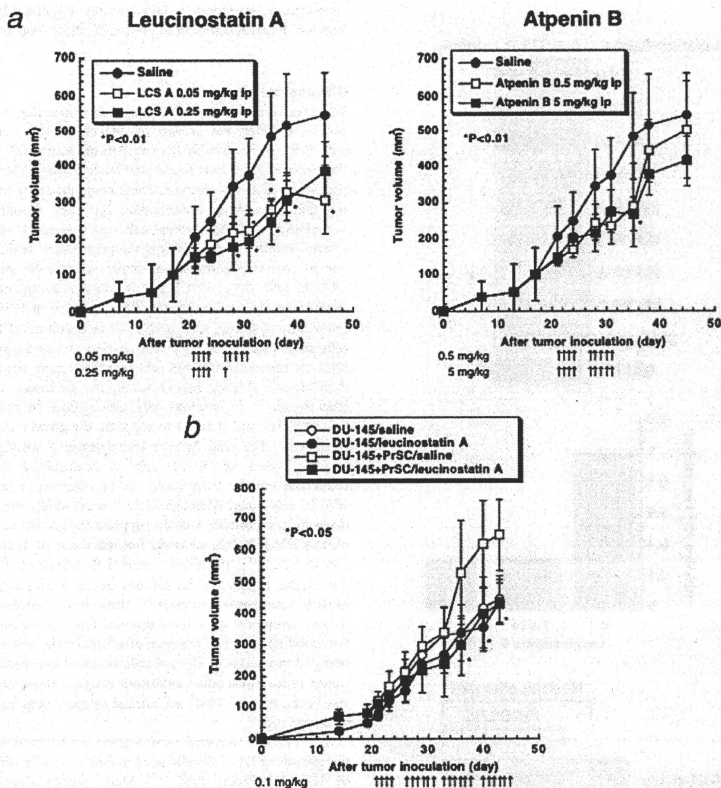 a
Leucinostatin A
Atpenin B
Tumor volume (mm³)
700
600
500
400
300
200
100
0
Saline
LCS A 0.05 mg/kg ip
LCS A 0.25 mg/kg ip
*P<0.01
* * * * *
0 10 20 30 40 50
After tumor inoculation (day)
0.05 mg/kg ↑↑↑↑ ↑↑↑↑↑
0.25 mg/kg ↑↑↑↑ ↑
Tumor volume (mm³)
700
600
500
400
300
200
100
0
Saline
Atpenin B 0.5 mg/kg ip
Atpenin B 5 mg/kg ip
*P<0.01
*
0 10 20 30 40 50
After tumor inoculation (day)
0.5 mg/kg ↑↑↑↑ ↑↑↑↑↑
5 mg/kg ↑↑↑↑ ↑↑↑↑↑
b
Tumor volume (mm³)
800
700
600
500
400
300
200
100
0
DU-145/saline
DU-145/leucinostatin A
DU-145+PrSC/saline
DU-145+PrSC/leucinostatin A
*P<0.05
* * *
0 10 20 30 40 50
After tumor inoculation (day)
0.1 mg/kg ↑↑↑↑ ↑↑↑↑↑↑ ↑↑↑↑↑↑ ↑↑↑↑↑↑